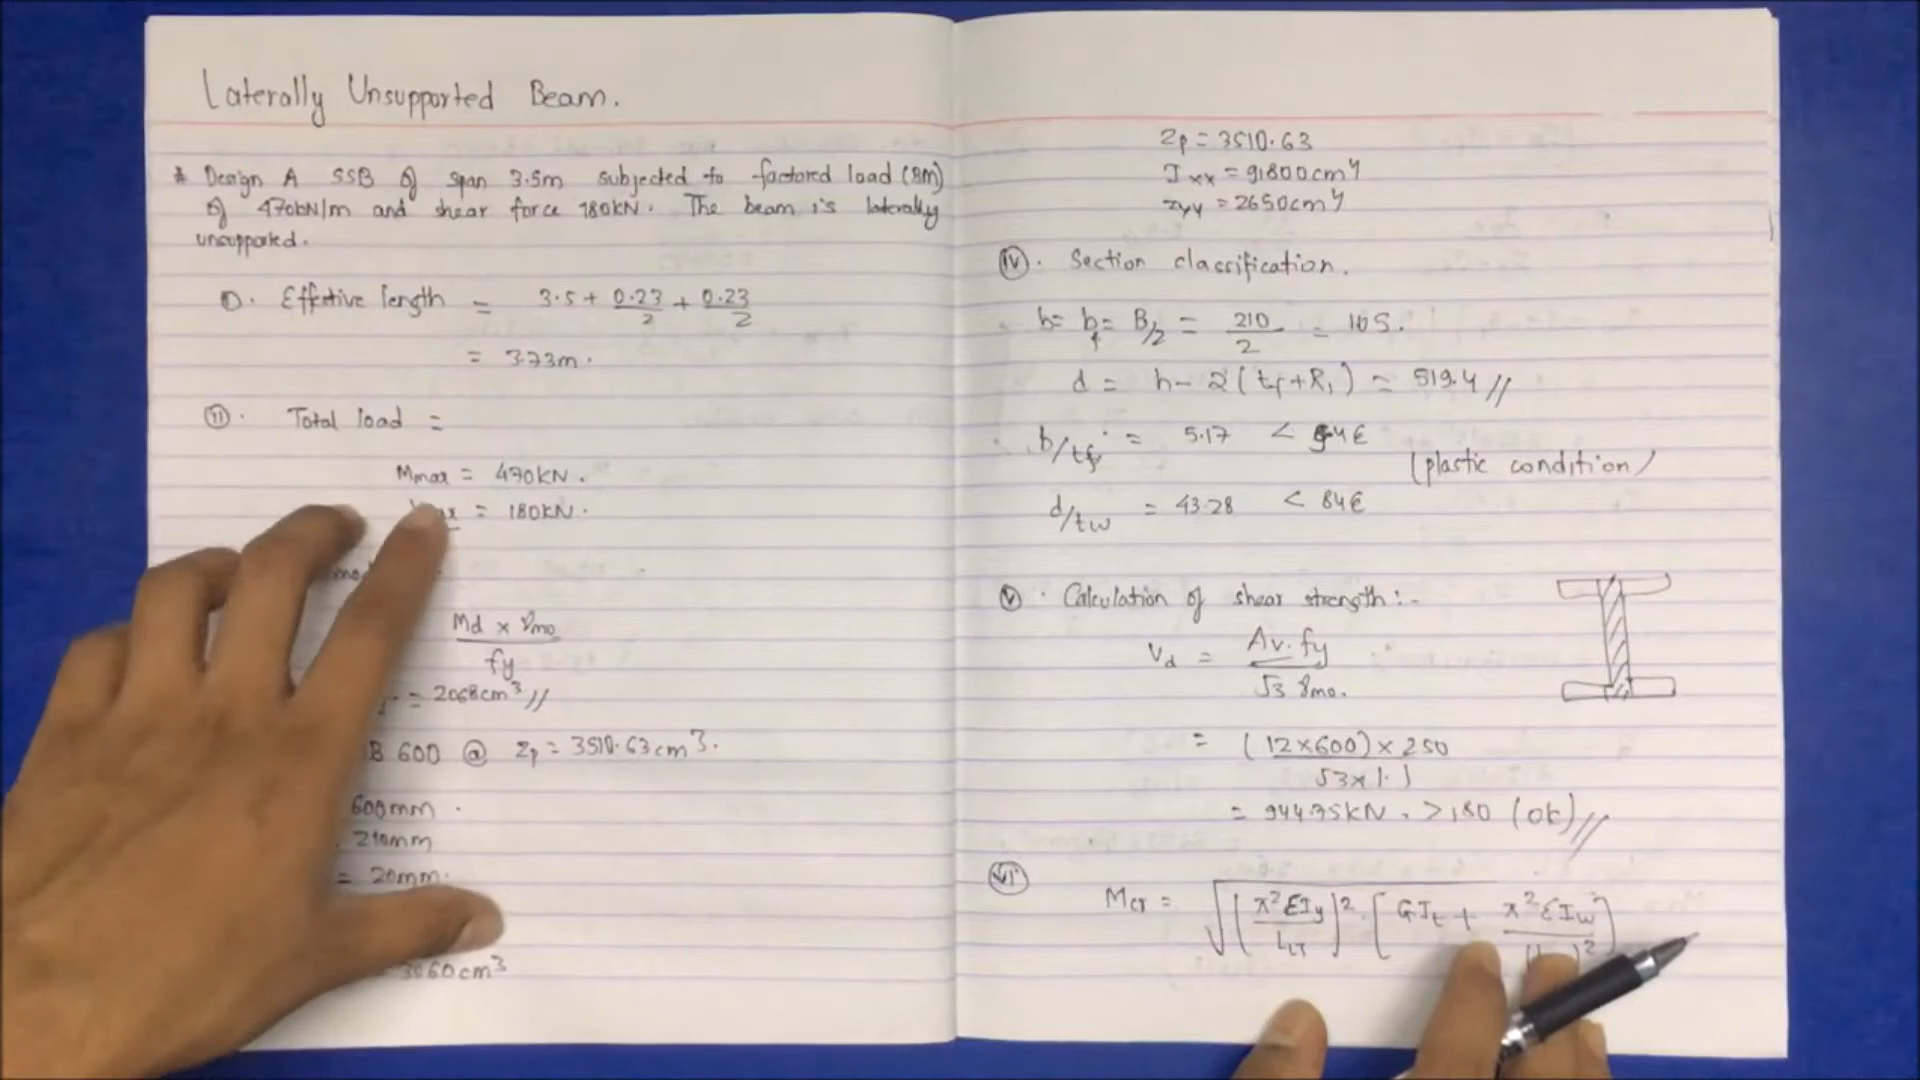 Laterally Unsupported Beam.
* Design A SSB of span 3.5m subjected to factored load (BM)
of 470kN/m and shear force 180kN. The beam is laterally
unsupported.
①. Effective length = 3.5 + 0.23/2 + 0.23/2
= 3.73m.
ⓘⓘ. Total load =
Mmax = 470kN.
= 180kN.
Md × γmo
fy
= 2068cm³ //
B 600 @ Zp = 3510.63cm³.
600mm.
210mm
= 20mm.
= 3060cm³
Zp = 3510.63
Ixx = 91800cm4
Iyy = 2650cm4
ⓘⓥ. Section classification.
b = bf = B/2 = 210/2 = 105.
d = h - 2(tf + R1) = 519.4 //
b/tf = 5.17 < 9.4ε
(plastic condition)
d/tw = 43.28 < 84ε
ⓥ. Calculation of shear strength :-
Vd = Av.fy
√3 γmo.
= (12×600) × 250
√3×1.1
= 944.75kN. > 180 (ok) //
ⓥⓘ
Mcr = √(π²EIy/LLT)² [GIt + π²EIw